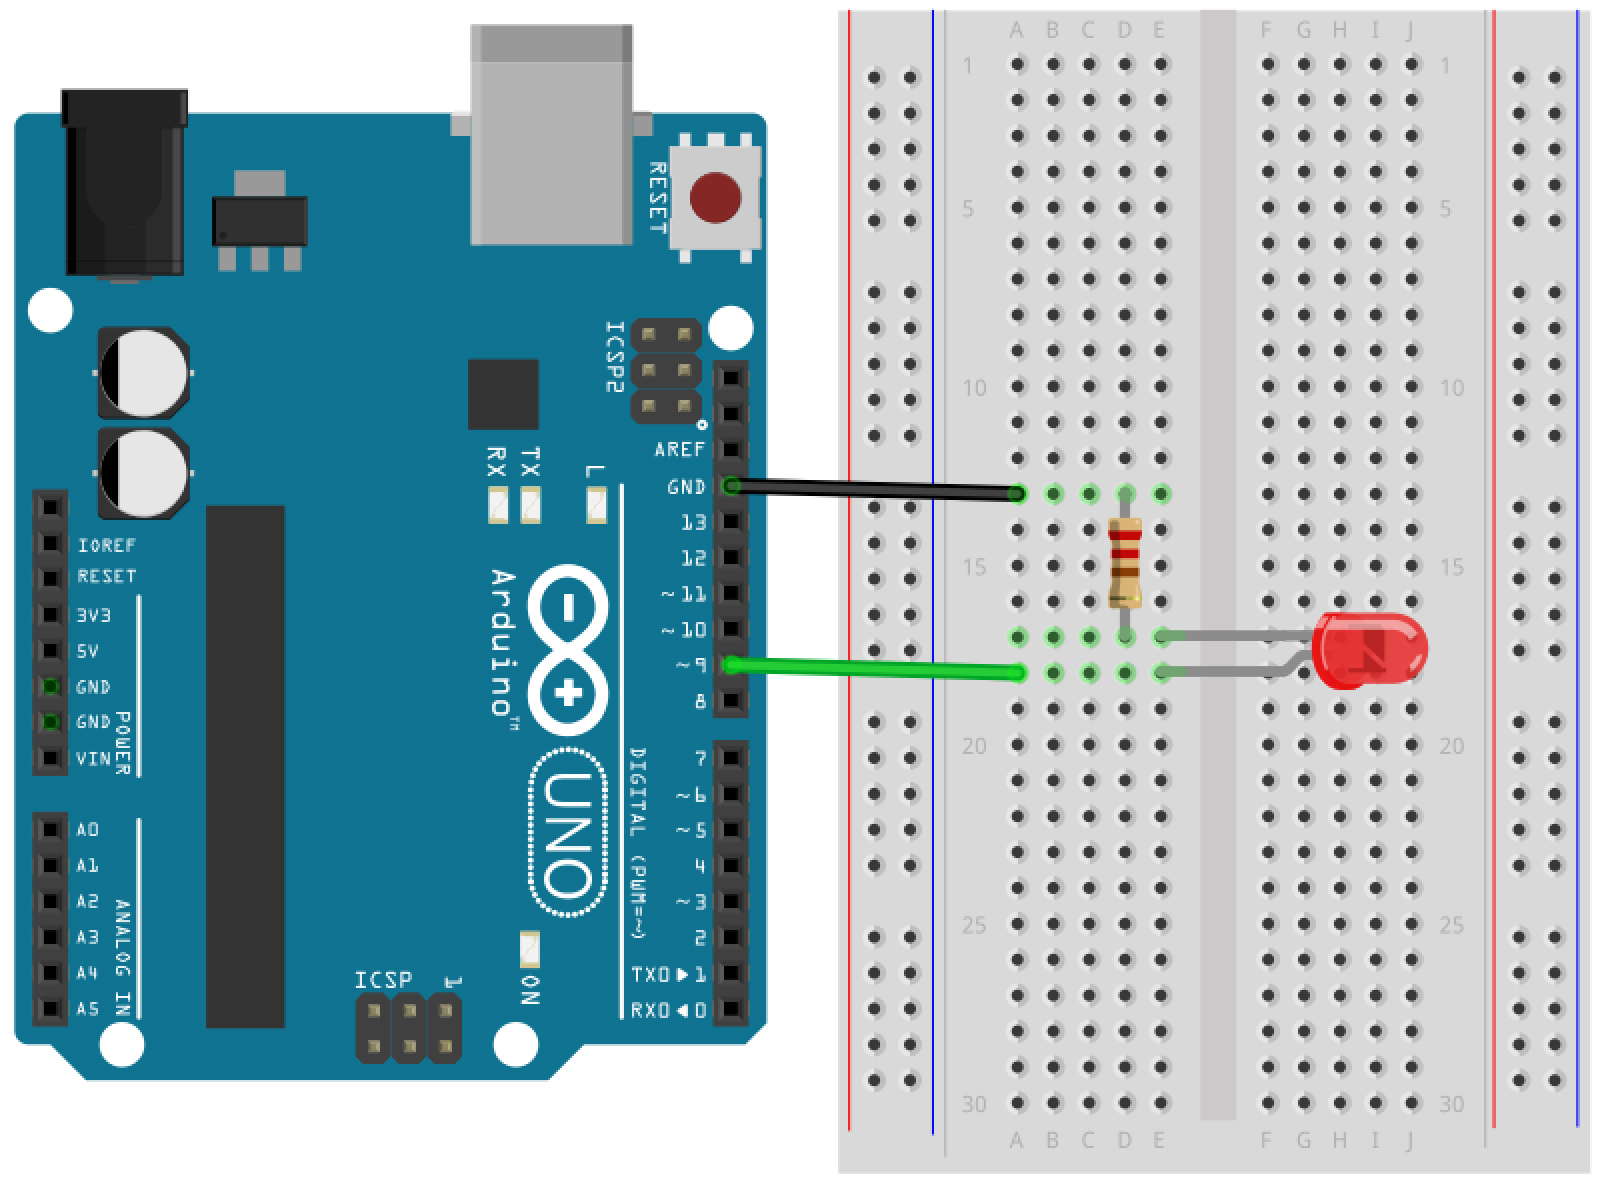 RESET
ICSP2
AREF
GND
13
12
~ 11
~ 10
~ 9
8
RX
TX
L
Arduino™
UNO
IOREF
RESET
3V3
5V
GND
GND
VIN
POWER
A0
A1
A2
A3
A4
A5
ANALOG IN
DIGITAL (PWM=~)
7
~ 6
~ 5
4
~ 3
2
TX0▶1
RX0◀0
ICSP
1
ON
A B C D E F G H I J
1 1
5 5
10 10
15 15
20 20
25 25
30 30
A B C D E F G H I J